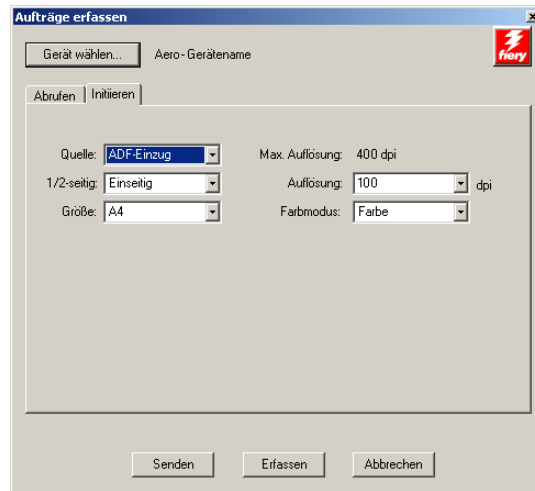 Aufträge erfassen
Gerät wählen... Aero-Gerätename
fiery
Abrufen Initiieren
Quelle: ADF-Einzug Max. Auflösung: 400 dpi
1/2-seitig: Einseitig Auflösung: 100 dpi
Größe: A4 Farbmodus: Farbe
Senden Erfassen Abbrechen